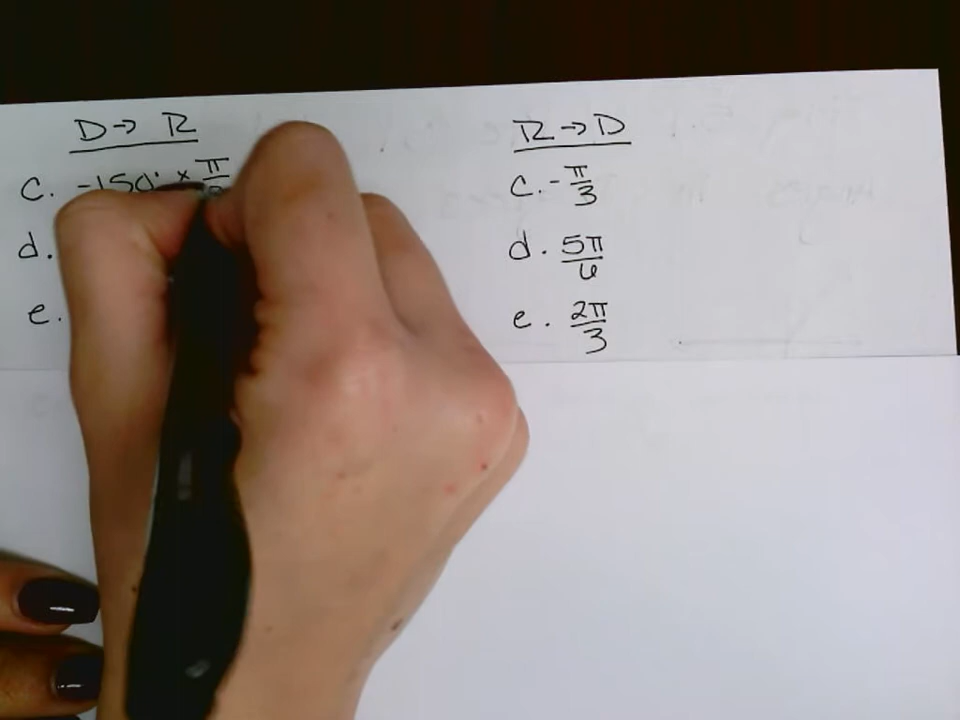 D → R
c. -150° × π
d.
e.
R → D
c. - π/3
d. 5π/6
e. 2π/3